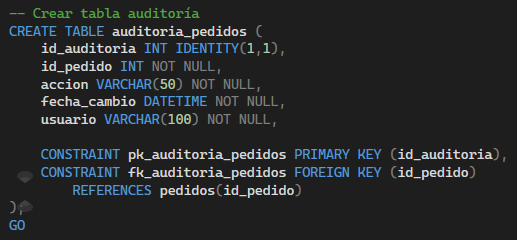 -- Crear tabla auditoría
CREATE TABLE auditoria_pedidos (
    id_auditoria INT IDENTITY(1,1),
    id_pedido INT NOT NULL,
    accion VARCHAR(50) NOT NULL,
    fecha_cambio DATETIME NOT NULL,
    usuario VARCHAR(100) NOT NULL,

    CONSTRAINT pk_auditoria_pedidos PRIMARY KEY (id_auditoria),
    CONSTRAINT fk_auditoria_pedidos FOREIGN KEY (id_pedido)
        REFERENCES pedidos(id_pedido)
);
GO